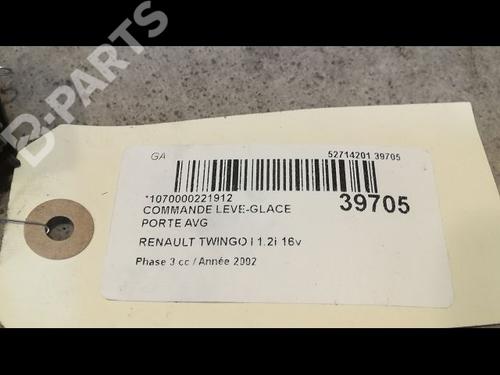 B-PARTS
GA 52714201 39705
*1070000221912
COMMANDE LEVE-GLACE 39705
PORTE AVG
RENAULT TWINGO I 1.2i 16v
Phase 3 cc / Année 2002